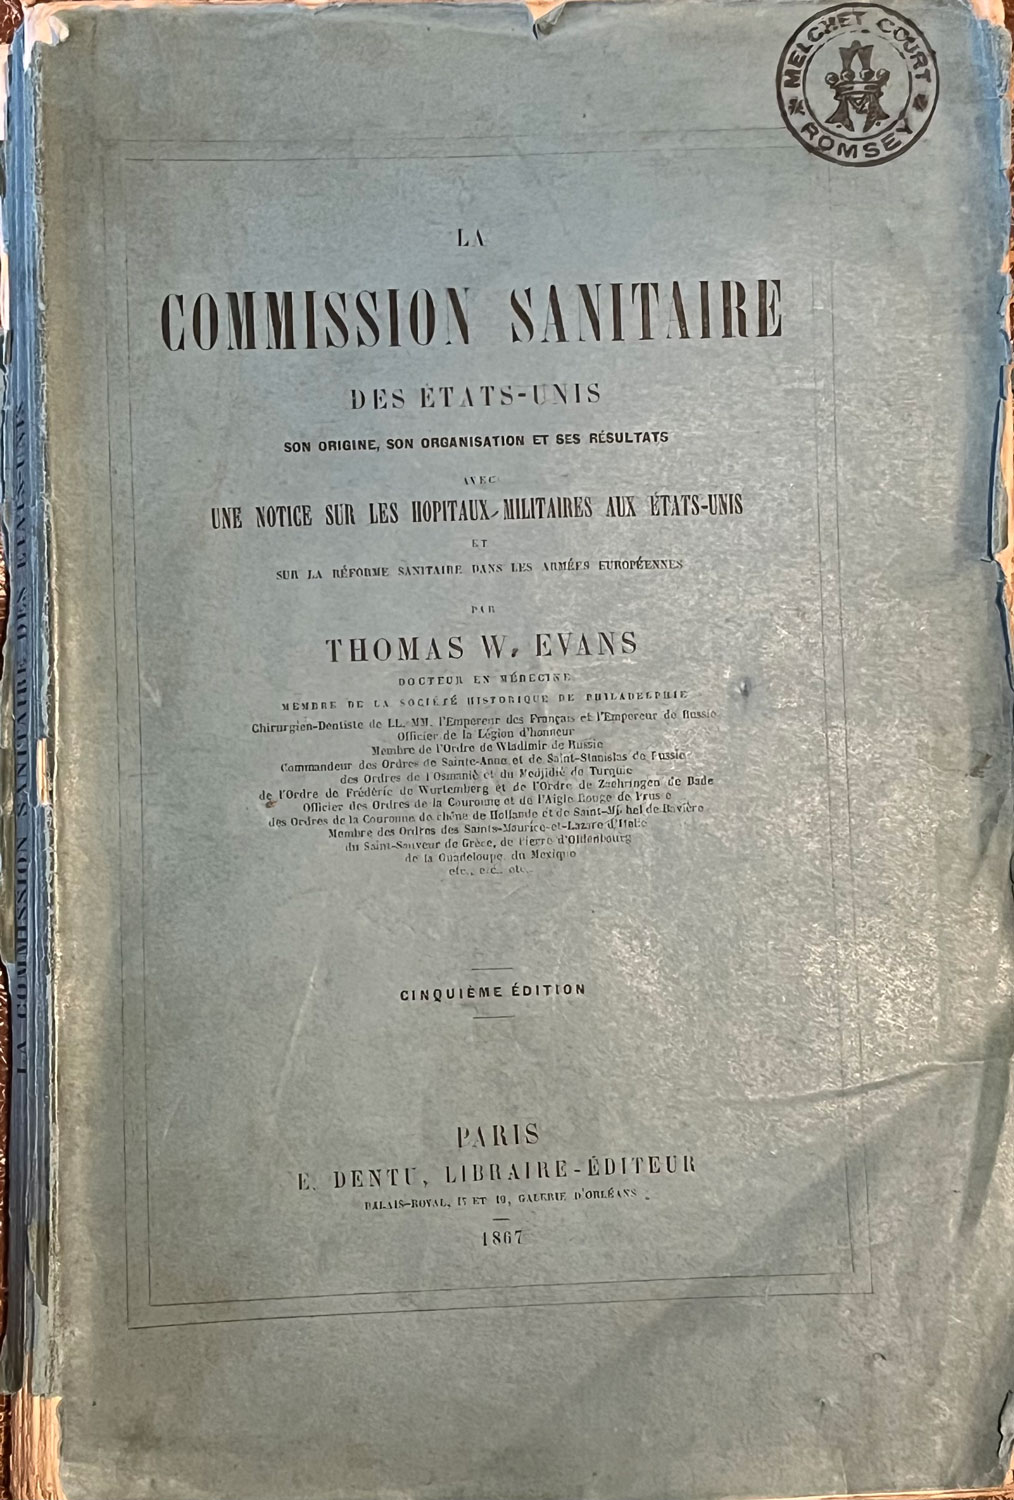 MELCHET COURT
ROMSEY
LA
COMMISSION SANITAIRE
DES ÉTATS-UNIS
SON ORIGINE, SON ORGANISATION ET SES RÉSULTATS
AVEC
UNE NOTICE SUR LES HOPITAUX MILITAIRES AUX ÉTATS-UNIS
ET
SUR LA RÉFORME SANITAIRE DANS LES ARMÉES EUROPÉENNES
PAR
THOMAS W. EVANS
DOCTEUR EN MÉDECINE
MEMBRE DE LA SOCIÉTÉ HISTORIQUE DE PHILADELPHIE
Chirurgien-Dentiste de LL. MM. l'Empereur des Français et l'Empereur de Russie
Officier de la Légion d'honneur
Membre de l'Ordre de Wladimir de Russie
Commandeur des Ordres de Sainte-Anne et de Saint-Stanislas de Russie
des Ordres de l'Osmanié et du Medjidié de Turquie
de l'Ordre de Frédéric de Wurtemberg et de l'Ordre de Zaehringen de Bade
Officier des Ordres de la Couronne et de l'Aigle Rouge de Prusse
des Ordres de la Couronne de chêne de Hollande et de Saint-Michel de Bavière
Membre des Ordres des Saints-Maurice-et-Lazare d'Italie
du Saint-Sauveur de Grèce, de Pierre d'Oldenbourg
de la Guadeloupe du Mexique
etc., etc., etc.
CINQUIÈME ÉDITION
PARIS
E. DENTU, LIBRAIRE-ÉDITEUR
PALAIS-ROYAL, 17 ET 19, GALERIE D'ORLÉANS
1867
LA COMMISSION SANITAIRE DES ÉTATS-UNIS